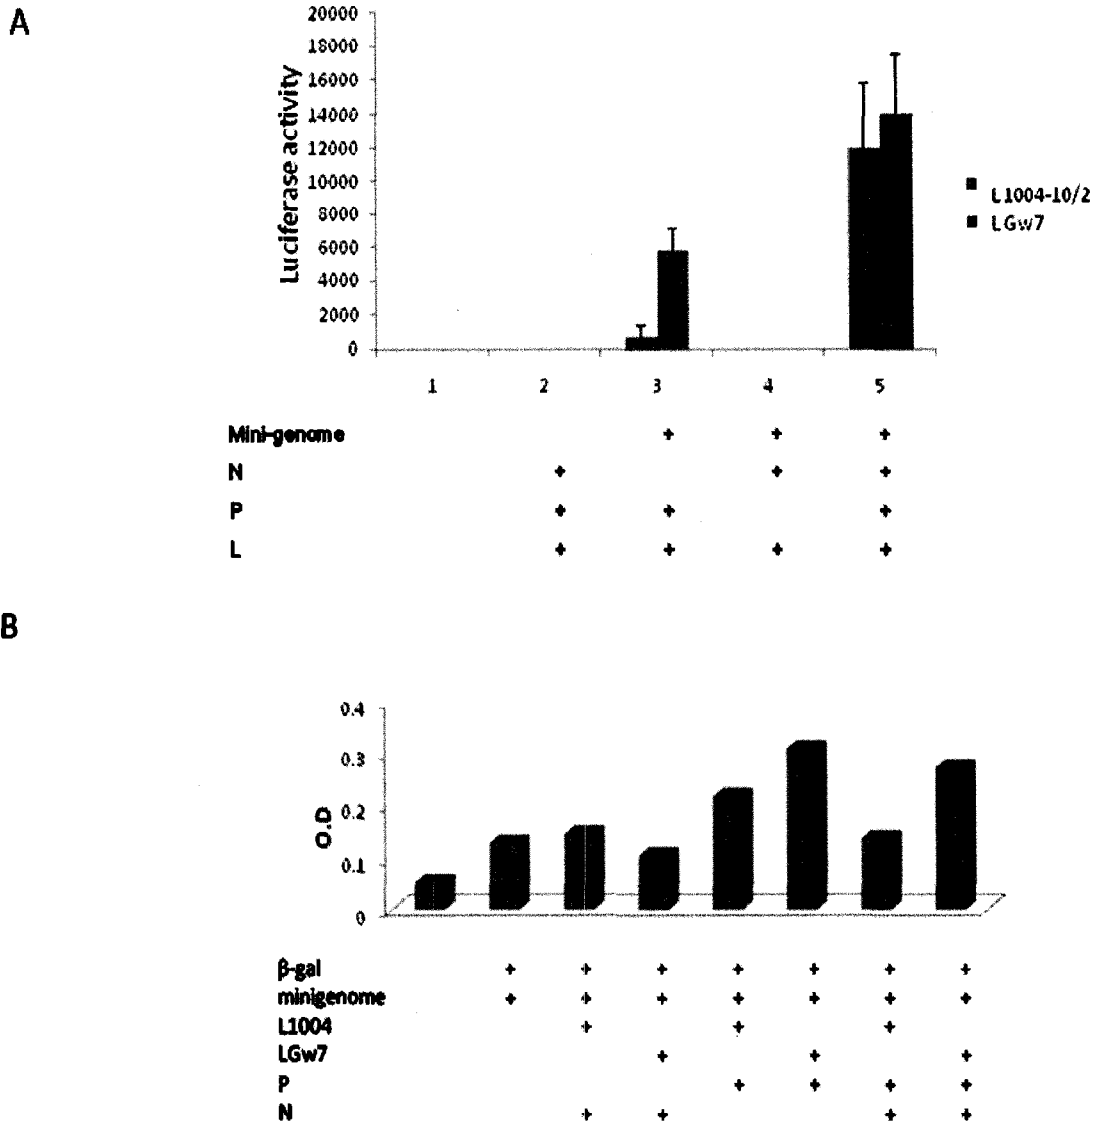 A
20000
18000
16000
14000
12000
10000
8000
6000
4000
2000
0
Luciferase activity
L1004-10/2
LGw7
1 2 3 4 5
Mini-genome + + +
N + + +
P + + +
L + + + +
B
0.4
0.3
0.2
0.1
0
O.D
β-gal + + + + + + +
minigenome + + + + + + +
L1004 + + +
LGw7 + + +
P + + + +
N + + + +